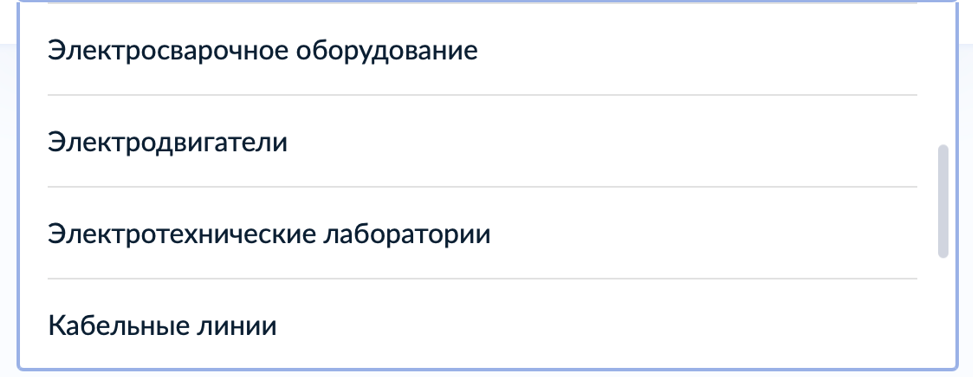 Электросварочное оборудование
Электродвигатели
Электротехнические лаборатории
Кабельные линии